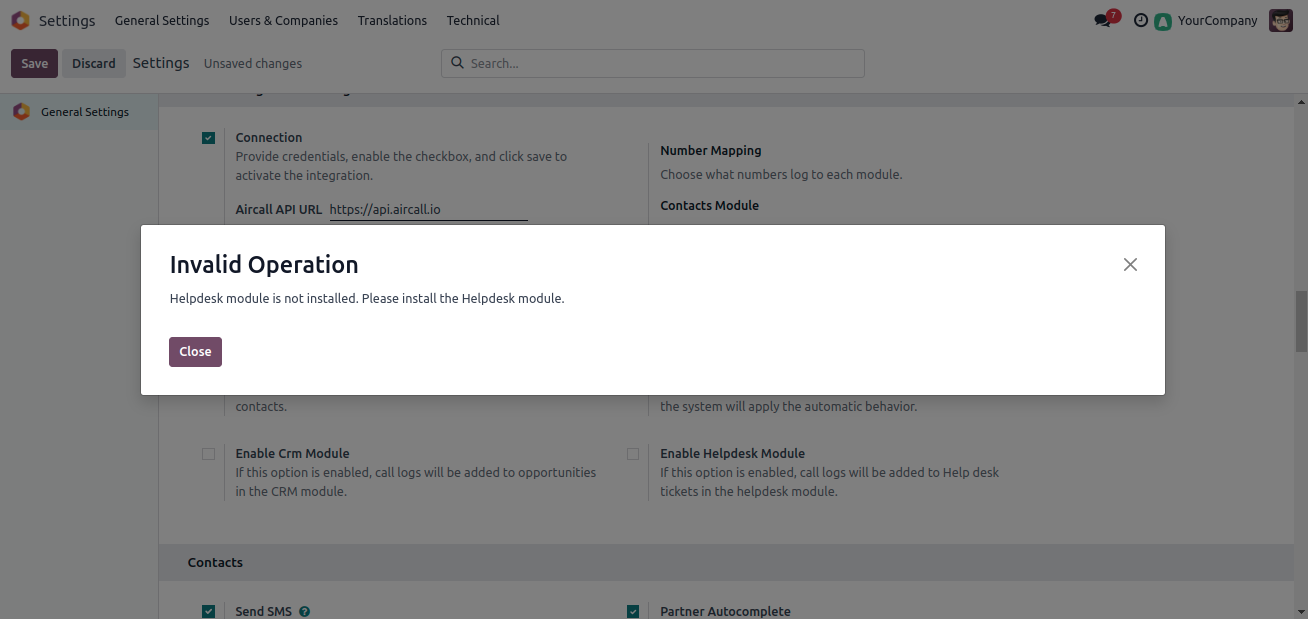 Settings General Settings Users & Companies Translations Technical 7 A YourCompany
Save Discard Settings Unsaved changes Search...
General Settings
Connection
Provide credentials, enable the checkbox, and click save to
activate the integration.
Aircall API URL https://api.aircall.io
Number Mapping
Choose what numbers log to each module.
Contacts Module
Invalid Operation
Helpdesk module is not installed. Please install the Helpdesk module.
Close
contacts.
the system will apply the automatic behavior.
Enable Crm Module
If this option is enabled, call logs will be added to opportunities
in the CRM module.
Enable Helpdesk Module
If this option is enabled, call logs will be added to Help desk
tickets in the helpdesk module.
Contacts
Send SMS ?
Partner Autocomplete